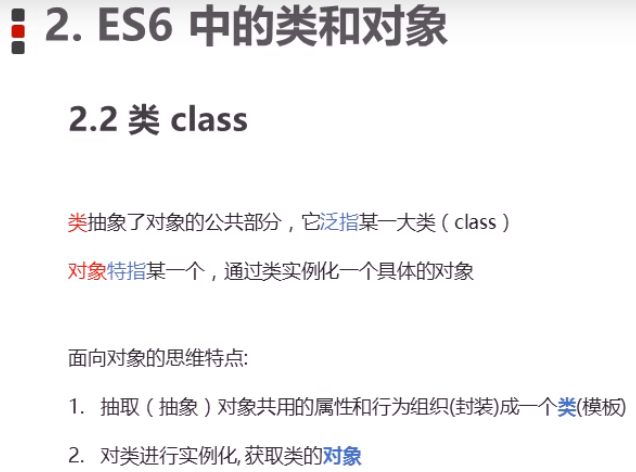 2. ES6 中的类和对象
2.2 类 class
类抽象了对象的公共部分，它泛指某一大类（class）
对象特指某一个，通过类实例化一个具体的对象
面向对象的思维特点:
1. 抽取（抽象）对象共用的属性和行为组织(封装)成一个类(模板)
2. 对类进行实例化, 获取类的对象